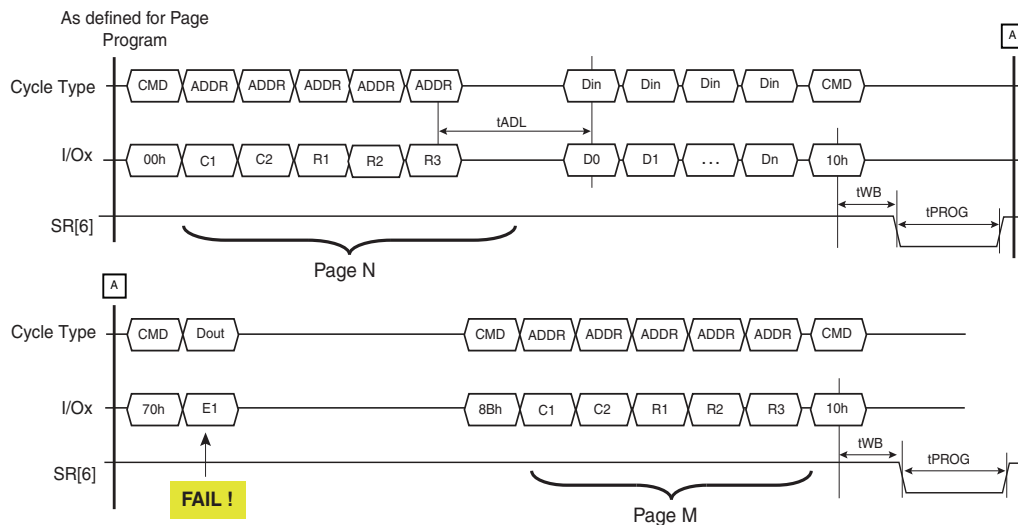 As defined for Page
Program
A
Cycle Type CMD ADDR ADDR ADDR ADDR ADDR Din Din Din Din CMD
tADL
I/Ox 00h C1 C2 R1 R2 R3 D0 D1 ... Dn 10h
tWB
tPROG
SR[6]
Page N
A
Cycle Type CMD Dout CMD ADDR ADDR ADDR ADDR ADDR CMD
I/Ox 70h E1 8Bh C1 C2 R1 R2 R3 10h
tWB
tPROG
SR[6]
FAIL !
Page M